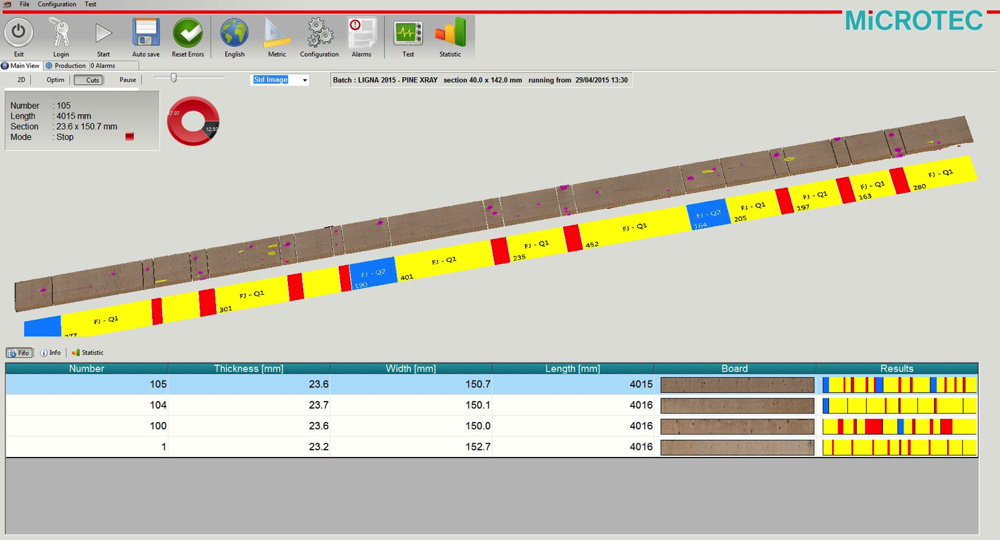 File Configuration Test
MiCROTEC
Exit Login Start Auto save Reset Errors English Metric Configuration Alarms Test Statistic
Main View Production 0 Alarms
2D Optim Cuts Pause Std Image Batch : LIGNA 2015 - PINE XRAY section 40.0 x 142.0 mm running from 29/04/2015 13:30
Number : 105
Length : 4015 mm
Section : 23.6 x 150.7 mm
Mode : Stop
87.07
12.93
FJ - Q1
280
FJ - Q1
163
FJ - Q1
197
FJ - Q1
205
FJ - Q2
164
FJ - Q1
452
FJ - Q1
235
FJ - Q1
401
FJ - Q2
190
FJ - Q1
301
FJ - Q1
Fifo Info Statistic
Number Thickness [mm] Width [mm] Length [mm] Board Results
105 23.6 150.7 4015
104 23.7 150.1 4016
100 23.6 150.0 4016
1 23.2 152.7 4016